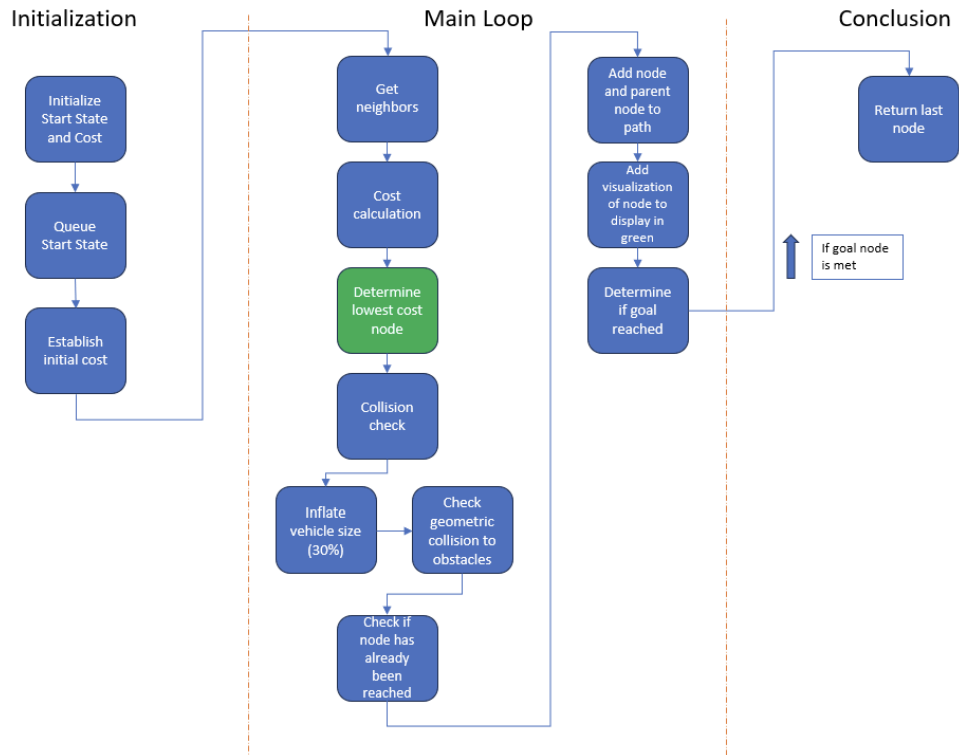 Initialization
Initialize
Start State
and Cost
Queue
Start State
Establish
initial cost
Main Loop
Get
neighbors
Cost
calculation
Determine
lowest cost
node
Collision
check
Inflate
vehicle size
(30%)
Check
geometric
collision to
obstacles
Check if
node has
already
been
reached
Add node
and parent
node to
path
Add
visualization
of node to
display in
green
Determine
if goal
reached
Conclusion
Return last
node
If goal node
is met